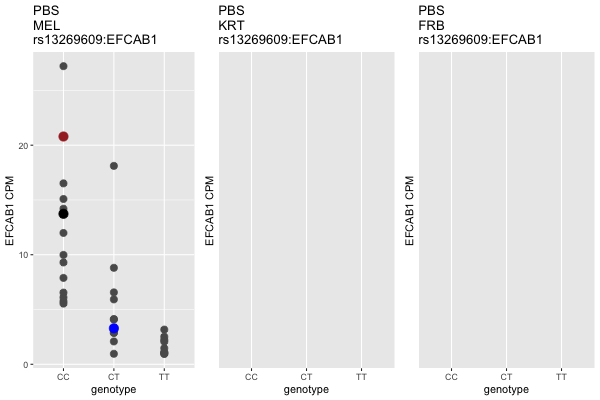 PBS
MEL
rs13269609:EFCAB1
EFCAB1 CPM
20
10
0
CC CT TT
genotype
PBS
KRT
rs13269609:EFCAB1
EFCAB1 CPM
CC CT TT
genotype
PBS
FRB
rs13269609:EFCAB1
EFCAB1 CPM
CC CT TT
genotype